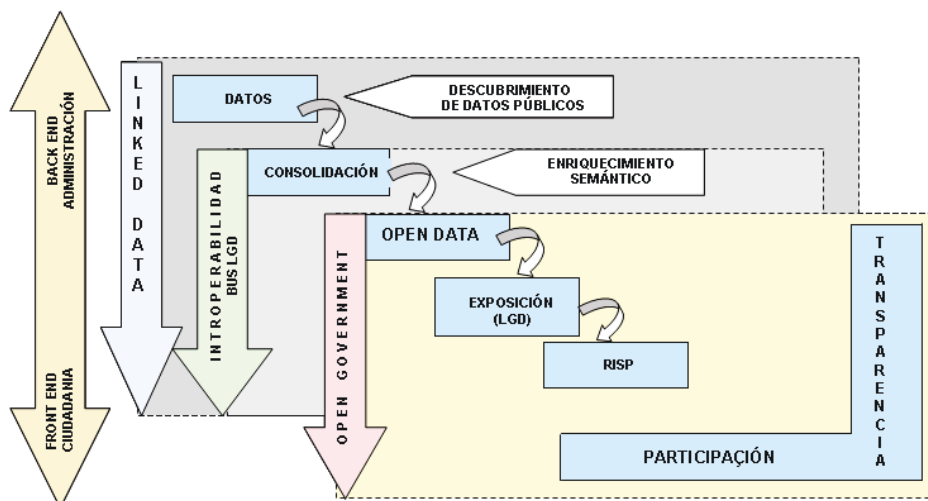 BACK END
ADMINISTRACIÓN
FRONT END
CIUDADANIA
LINKED DATA
DATOS
DESCUBRIMIENTO
DE DATOS PÚBLICOS
INTROPERABILIDAD
BUS LGD
CONSOLIDACIÓN
ENRIQUECIMIENTO
SEMÁNTICO
OPEN GOVERNMENT
OPEN DATA
EXPOSICIÓN
(LGD)
RISP
TRANSPARENCIA
PARTICIPAÇIÓN